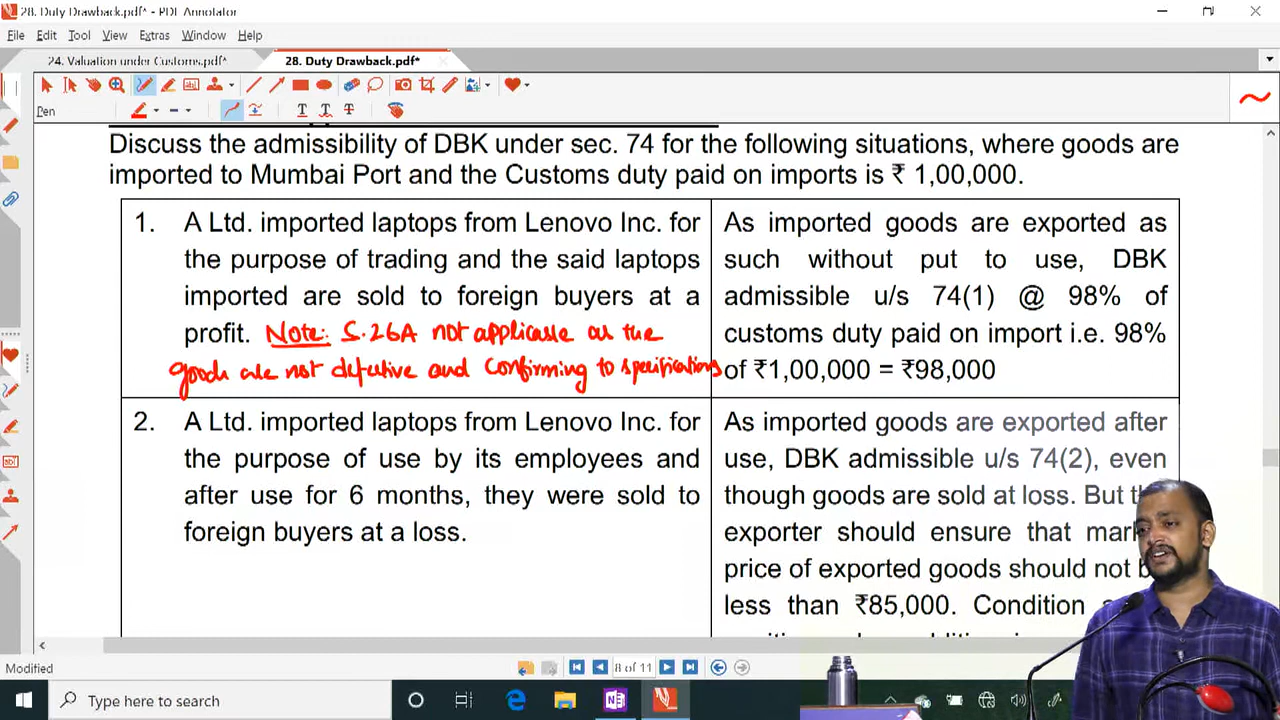 28. Duty Drawback.pdf* - PDF Annotator
File Edit Tool View Extras Window Help
24. Valuation under Customs.pdf* 28. Duty Drawback.pdf*
Pen
Discuss the admissibility of DBK under sec. 74 for the following situations, where goods are
imported to Mumbai Port and the Customs duty paid on imports is ₹ 1,00,000.
1. A Ltd. imported laptops from Lenovo Inc. for
the purpose of trading and the said laptops
imported are sold to foreign buyers at a
profit. Note: S.26A not applicable as the
goods are not defective and Confirming to specifications
As imported goods are exported as
such without put to use, DBK
admissible u/s 74(1) @ 98% of
customs duty paid on import i.e. 98%
of ₹1,00,000 = ₹98,000
2. A Ltd. imported laptops from Lenovo Inc. for
the purpose of use by its employees and
after use for 6 months, they were sold to
foreign buyers at a loss.
As imported goods are exported after
use, DBK admissible u/s 74(2), even
though goods are sold at loss. But
exporter should ensure that
price of exported goods should not
less than ₹85,000. Condition
Modified 8 of 11
Type here to search